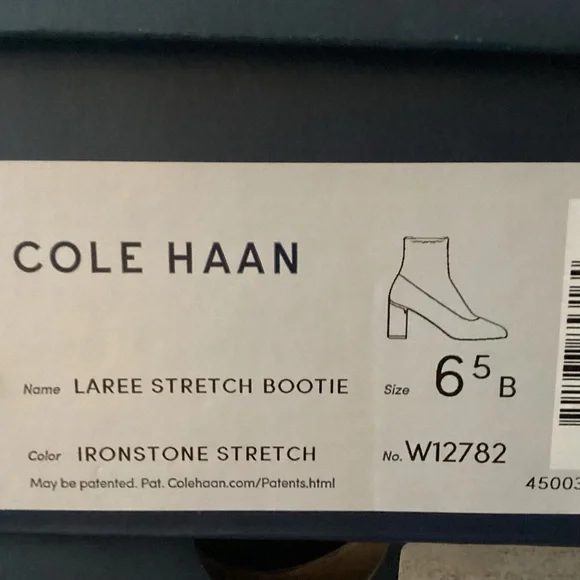 COLE HAAN
Name LAREE STRETCH BOOTIE
Size 6⁵ B
Color IRONSTONE STRETCH
No. W12782
May be patented. Pat. Colehaan.com/Patents.html
45003